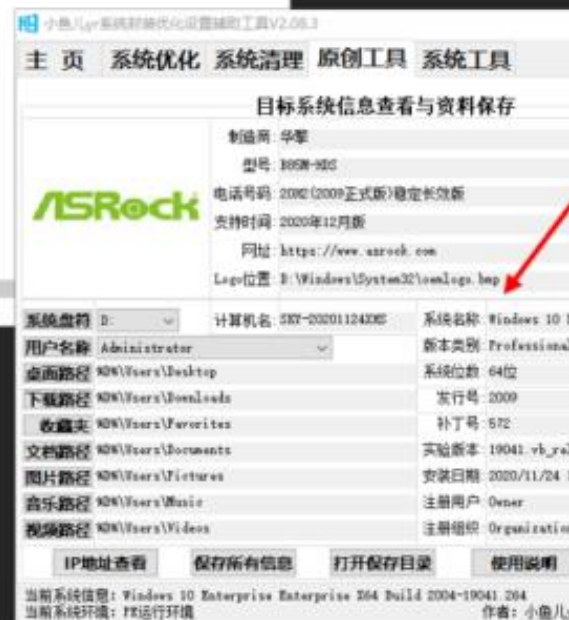 小鱼儿yr系统封装优化设置辅助工具V2.08.3
主 页 系统优化 系统清理 原创工具 系统工具
目标系统信息查看与资料保存
ASRock
制造商 华擎
型号 B85M-HDS
电话号码 20H2(2009正式版)稳定长效版
支持时间 2020年12月版
网址 https://www.asrock.com
Logo位置 D:\Windows\System32\oemlogo.bmp
系统盘符 D: 计算机名 系统名称 Windows 10
用户名称 Administrator 版本类别 Professional
桌面路径 %DW%\Users\Desktop 系统位数 64位
下载路径 %DW%\Users\Downloads 发行号 2009
收藏夹 %DW%\Users\Favorites 补丁号 572
文档路径 %DW%\Users\Documents 实验版本 19041.vb_rel
图片路径 %DW%\Users\Pictures 安装日期 2020/11/24
音乐路径 %DW%\Users\Music 注册用户 Owner
视频路径 %DW%\Users\Videos 注册组织 Organization
IP地址查看 保存所有信息 打开保存目录 使用说明
当前系统信息: Windows 10 Enterprise Enterprise X64 Build 2004-19041.264
当前系统环境: PE运行环境 作者: 小鱼儿